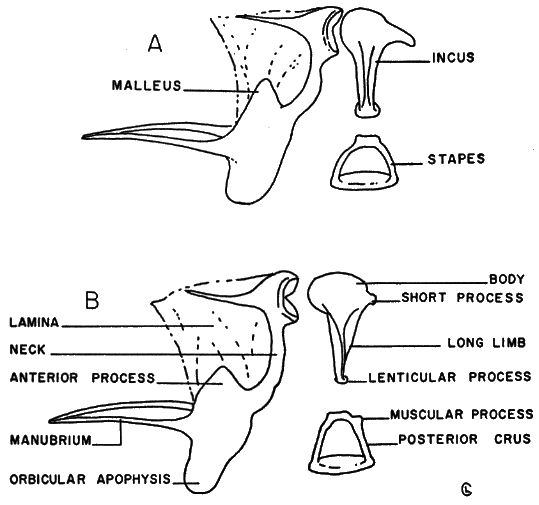 A
INCUS
MALLEUS
STAPES
B
BODY
SHORT PROCESS
LAMINA
NECK
LONG LIMB
ANTERIOR PROCESS
LENTICULAR PROCESS
MUSCULAR PROCESS
MANUBRIUM
POSTERIOR CRUS
ORBICULAR APOPHYSIS